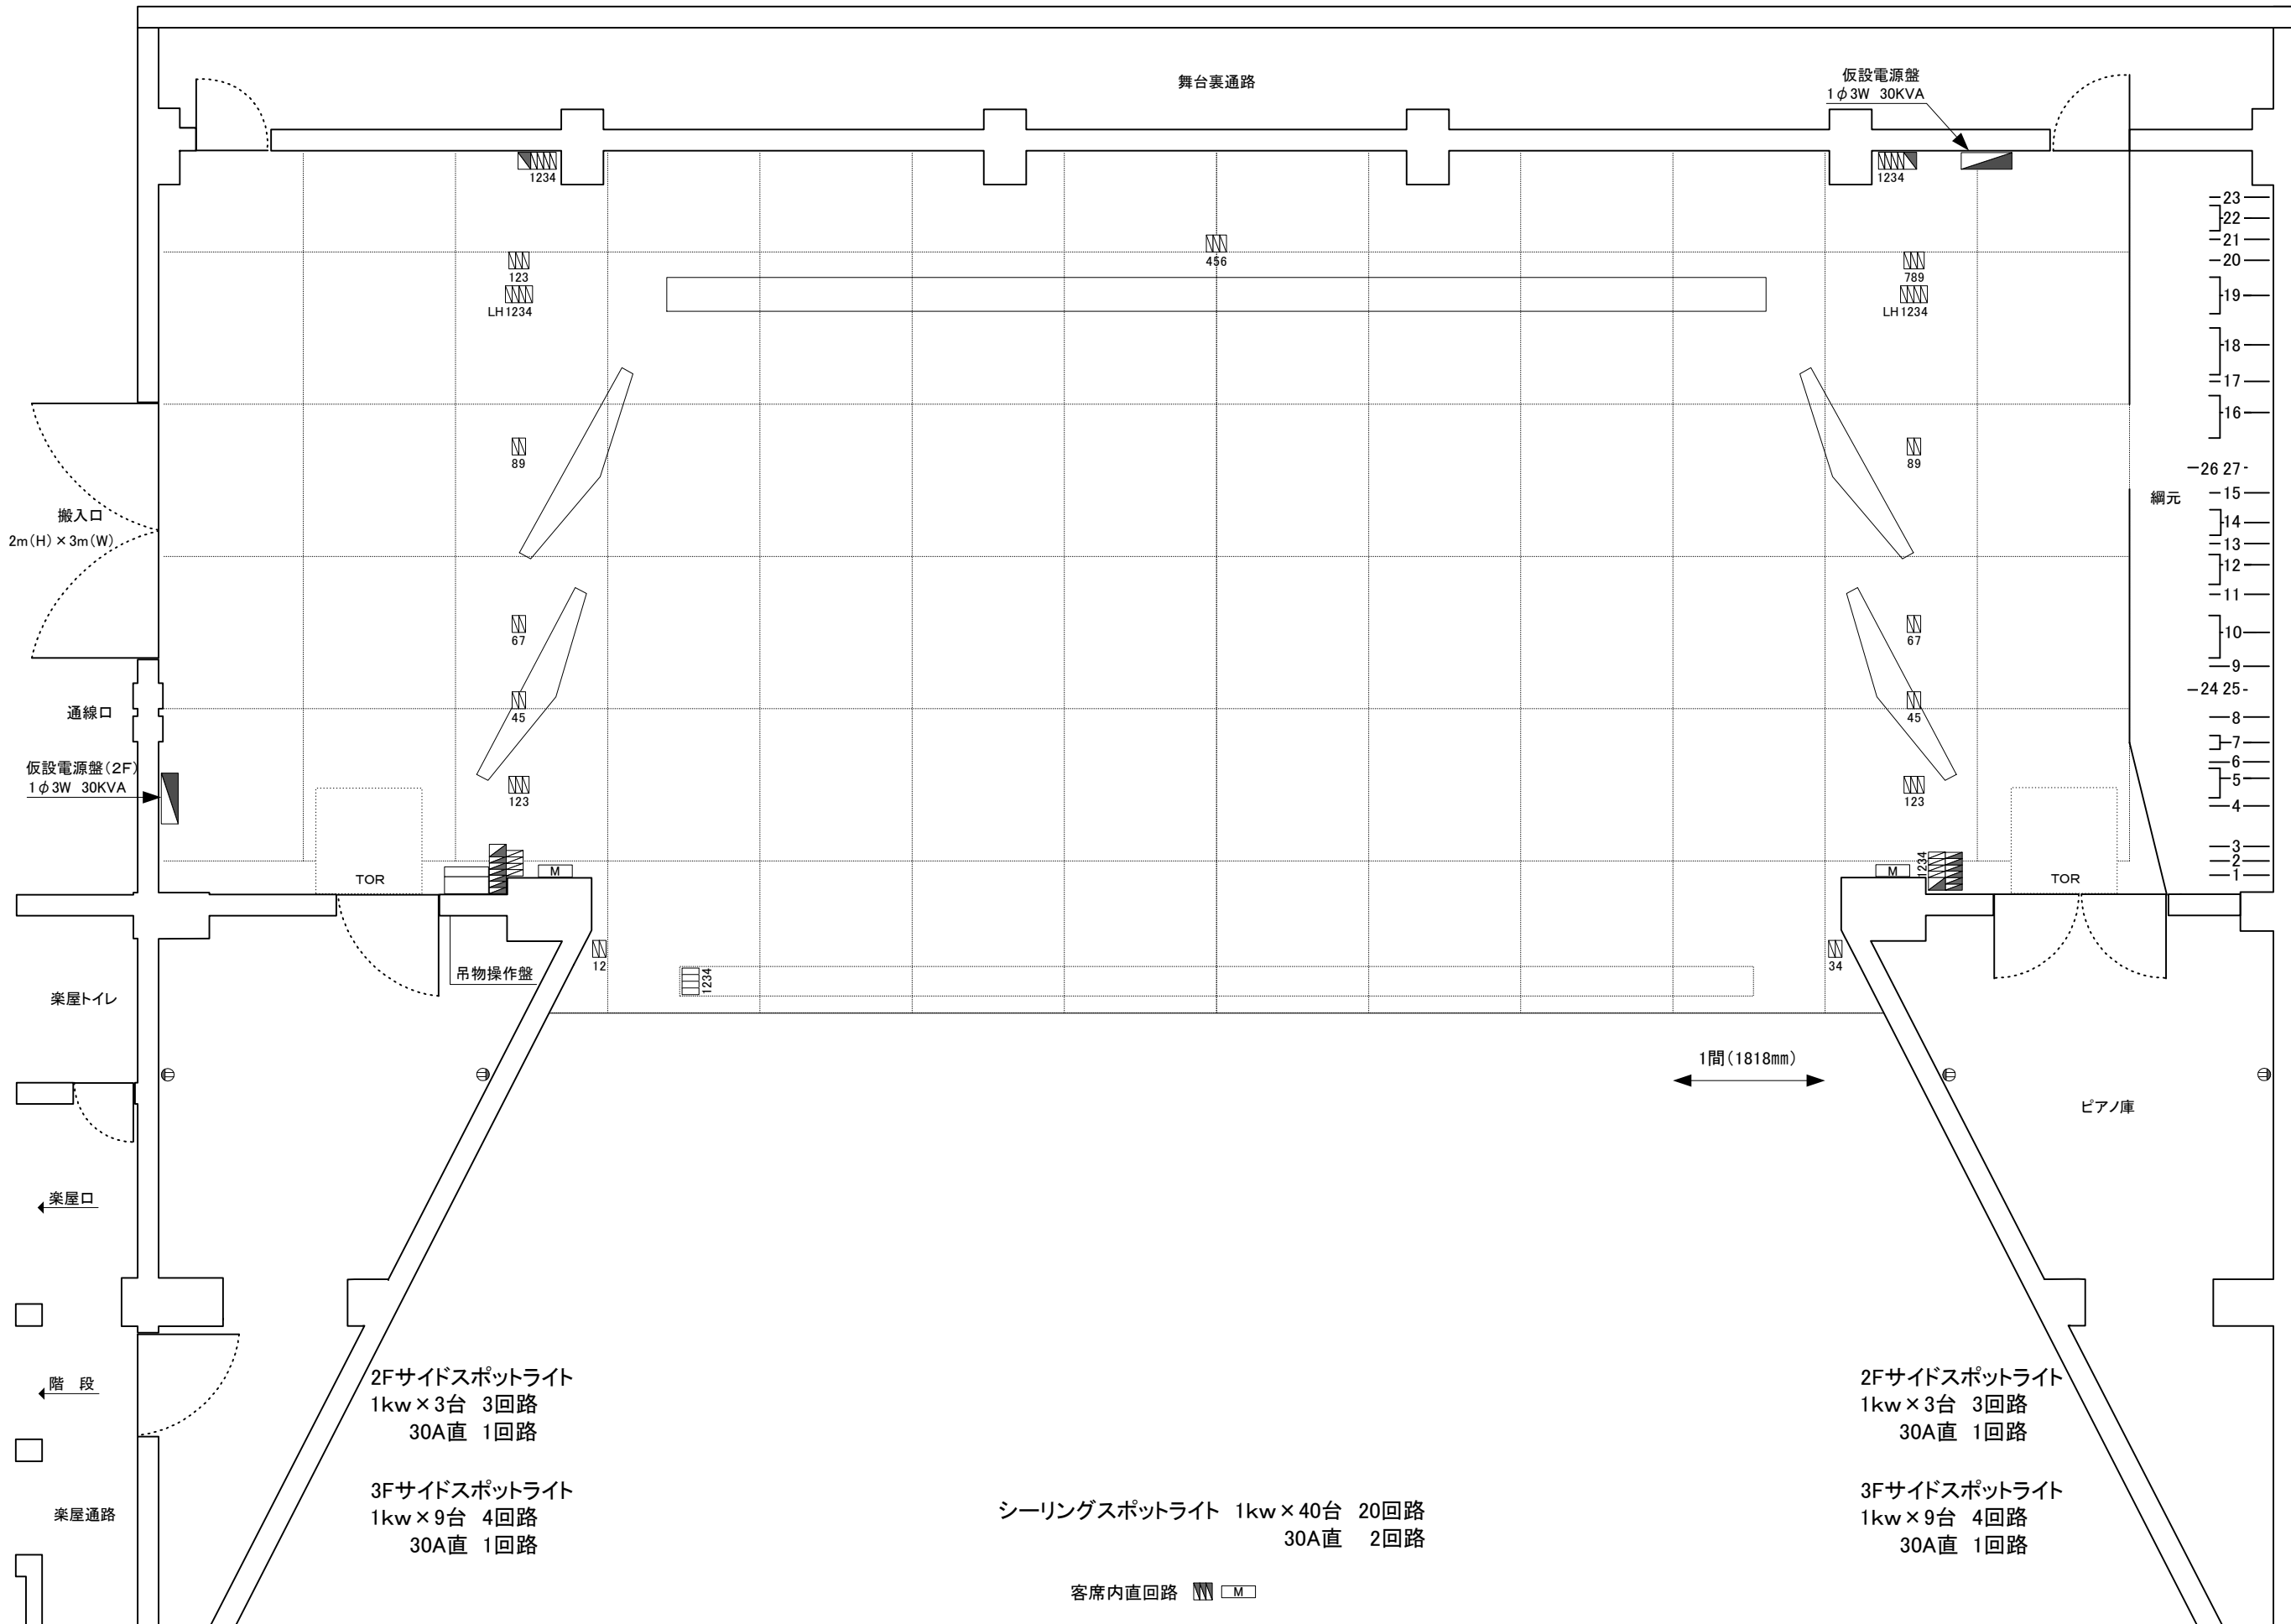 舞台裏通路
仮設電源盤
1φ3W 30KVA
1234
1234
23
22
21
20
19
18
17
16
26 27
15
14
13
12
11
10
9
24 25
8
7
6
5
4
3
2
1
綱元
456
123
LH1234
789
LH1234
89
89
搬入口
2m(H)×3m(W)
67
67
通線口
45
45
仮設電源盤(2F)
1φ3W 30KVA
123
123
TOR
M
M
1234
TOR
吊物操作盤
12
1234
34
楽屋トイレ
1間(1818mm)
ピアノ庫
楽屋口
階 段
楽屋通路
2Fサイドスポットライト
1kw×3台 3回路
30A直 1回路
3Fサイドスポットライト
1kw×9台 4回路
30A直 1回路
シーリングスポットライト 1kw×40台 20回路
30A直 2回路
客席内直回路 M
2Fサイドスポットライト
1kw×3台 3回路
30A直 1回路
3Fサイドスポットライト
1kw×9台 4回路
30A直 1回路